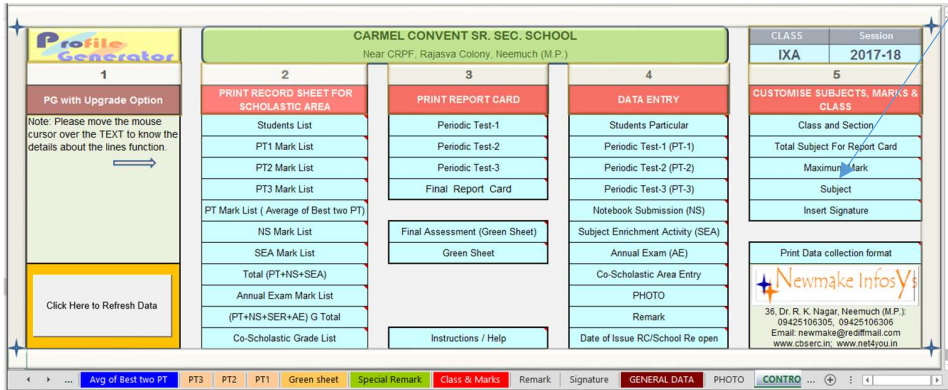 Profile
Generator
CARMEL CONVENT SR. SEC. SCHOOL
Near CRPF, Rajasva Colony, Neemuch (M.P.)
CLASS Session
IXA 2017-18
1
PG with Upgrade Option
Note: Please move the mouse
cursor over the TEXT to know the
details about the lines function.
Click Here to Refresh Data
2
PRINT RECORD SHEET FOR
SCHOLASTIC AREA
Students List
PT1 Mark List
PT2 Mark List
PT3 Mark List
PT Mark List ( Average of Best two PT)
NS Mark List
SEA Mark List
Total (PT+NS+SEA)
Annual Exam Mark List
(PT+NS+SER+AE) G Total
Co-Scholastic Grade List
3
PRINT REPORT CARD
Periodic Test-1
Periodic Test-2
Periodic Test-3
Final Report Card
Final Assessment (Green Sheet)
Green Sheet
Instructions / Help
4
DATA ENTRY
Students Particular
Periodic Test-1 (PT-1)
Periodic Test-2 (PT-2)
Periodic Test-3 (PT-3)
Notebook Submission (NS)
Subject Enrichment Activity (SEA)
Annual Exam (AE)
Co-Scholastic Area Entry
PHOTO
Remark
Date of Issue RC/School Re open
5
CUSTOMISE SUBJECTS, MARKS &
CLASS
Class and Section
Total Subject For Report Card
Maximum Mark
Subject
Insert Signature
Print Data collection format
Newmake InfosYs
36, Dr. R. K. Nagar, Neemuch (M.P.):
09425106305, 09425106306
Email: newmake@rediffmail.com
www.cbserc.in; www.net4you.in
... Avg of Best two PT PT3 PT2 PT1 Green sheet Special Remark Class & Marks Remark Signature GENERAL DATA PHOTO CONTRO ...